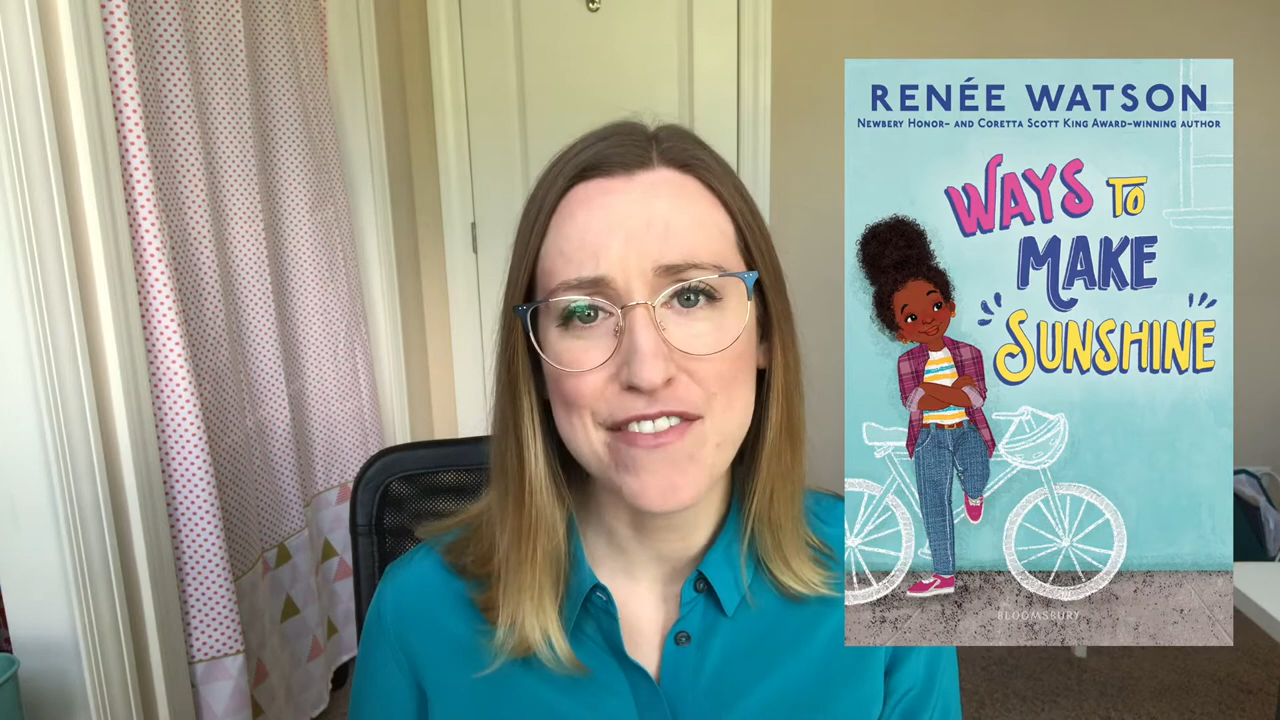 RENÉE WATSON
NEWBERY HONOR- AND CORETTA SCOTT KING AWARD-WINNING AUTHOR
WAYS TO
MAKE
SUNSHINE
BLOOMSBURY